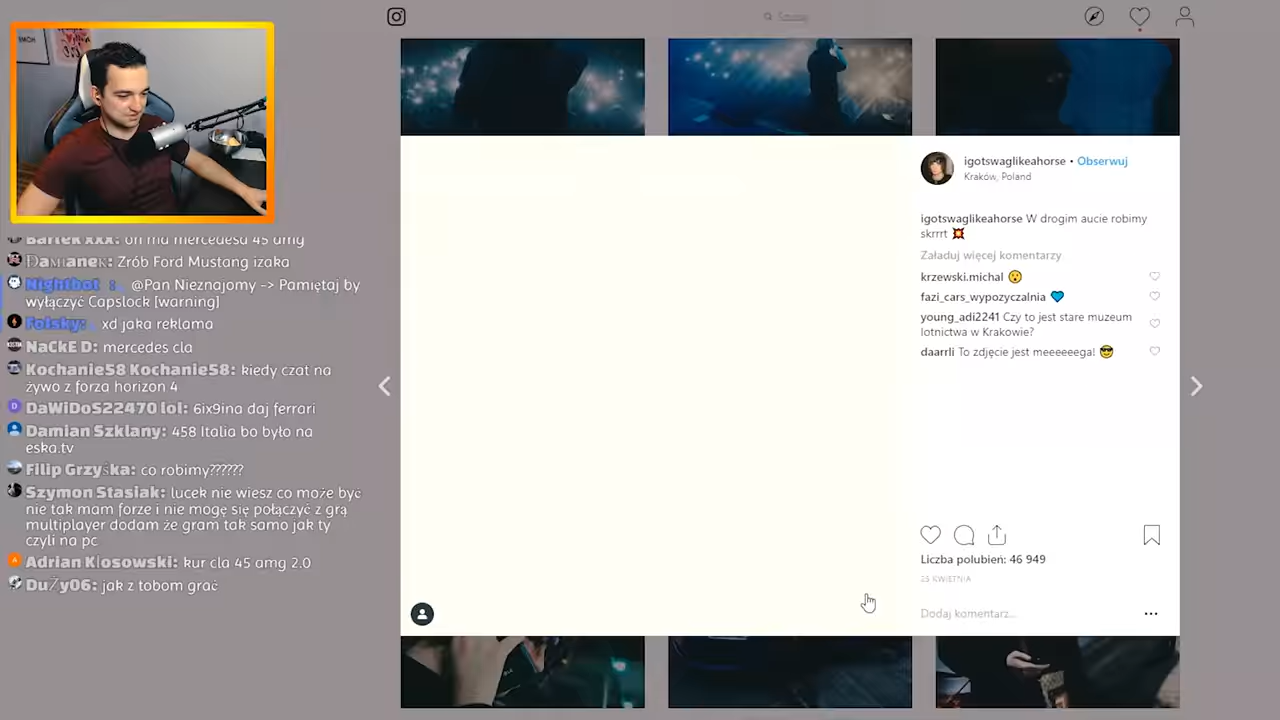 Szukaj
Bartek xxx: on ma mercedesa 45 amg
Damianek: Zrób Ford Mustang izaka
Nightbot : @Pan Nieznajomy -> Pamiętaj by
wyłączyć Capslock [warning]
Folsky: xd jaka reklama
NaCkE D: mercedes cla
Kochanie58 Kochanie58: kiedy czat na
żywo z forza horizon 4
DaWiDoS22470 lol: 6ix9ina daj ferrari
Damian Szklany: 458 Italia bo było na
eska.tv
Filip Grzyśka: co robimy??????
Szymon Stasiak: lucek nie wiesz co może być
nie tak mam forze i nie mogę się połączyć z grą
multiplayer dodam że gram tak samo jak ty
czyli na pc
Adrian Kłosowski: kur cla 45 amg 2.0
DuŻy06: jak z tobom grać
igotswaglikeahorse • Obserwuj
Kraków, Poland
igotswaglikeahorse W drogim aucie robimy
skrrrt 💥
Załaduj więcej komentarzy
krzewski.michal 😮
fazi_cars_wypozyczalnia 💙
young_adi2241 Czy to jest stare muzeum
lotnictwa w Krakowie?
daarrli To zdjęcie jest meeeeeega! 😎
Liczba polubień: 46 949
25 KWIETNIA
Dodaj komentarz...